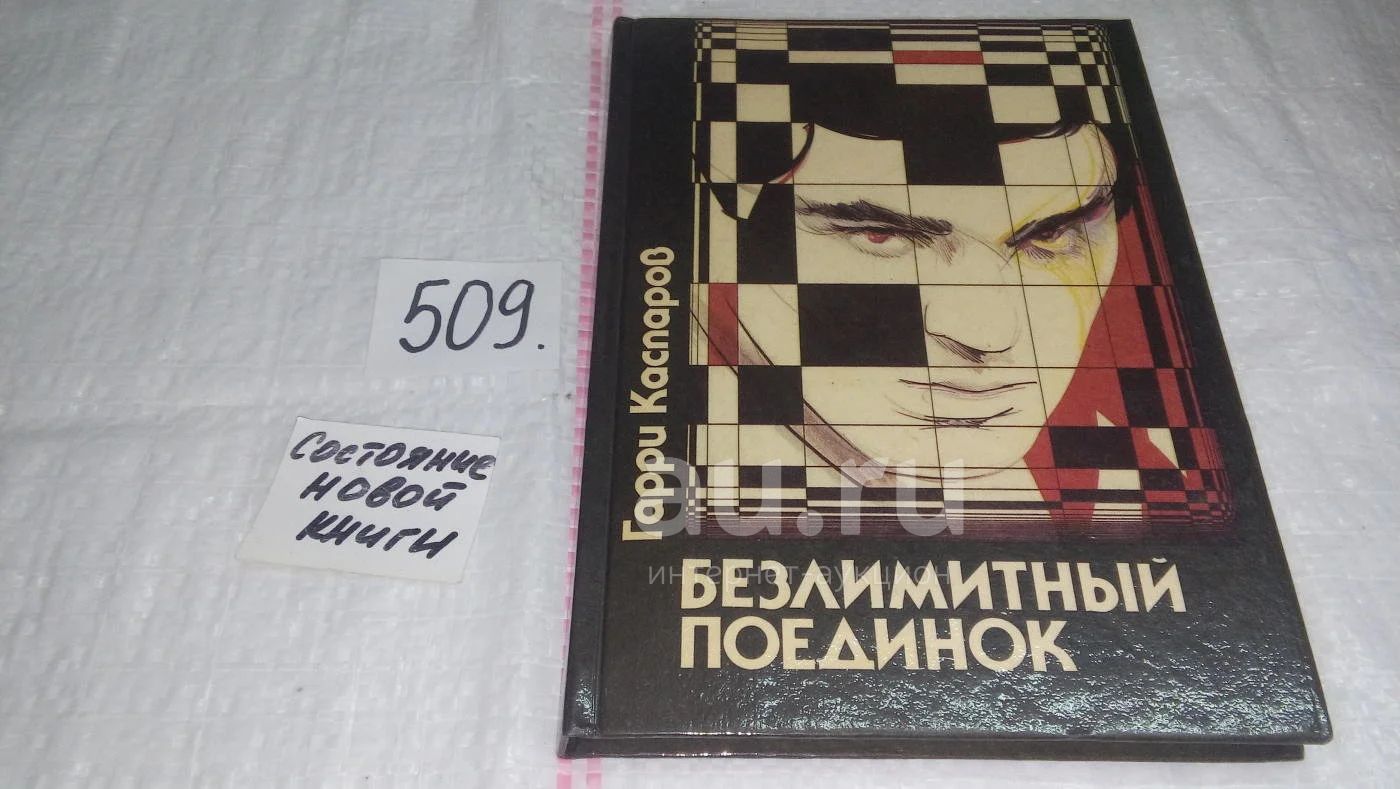 509.
Состояние
новой
книги
Гарри Каспаров
au.ru
интернет-аукцион
БЕЗЛИМИТНЫЙ
ПОЕДИНОК